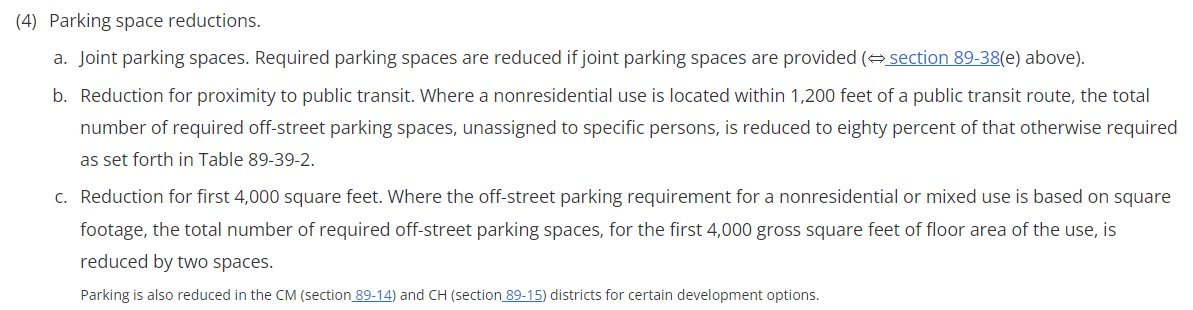 (4) Parking space reductions.
a. Joint parking spaces. Required parking spaces are reduced if joint parking spaces are provided (⇔ section 89-38(e) above).
b. Reduction for proximity to public transit. Where a nonresidential use is located within 1,200 feet of a public transit route, the total
number of required off-street parking spaces, unassigned to specific persons, is reduced to eighty percent of that otherwise required
as set forth in Table 89-39-2.
c. Reduction for first 4,000 square feet. Where the off-street parking requirement for a nonresidential or mixed use is based on square
footage, the total number of required off-street parking spaces, for the first 4,000 gross square feet of floor area of the use, is
reduced by two spaces.
Parking is also reduced in the CM (section 89-14) and CH (section 89-15) districts for certain development options.